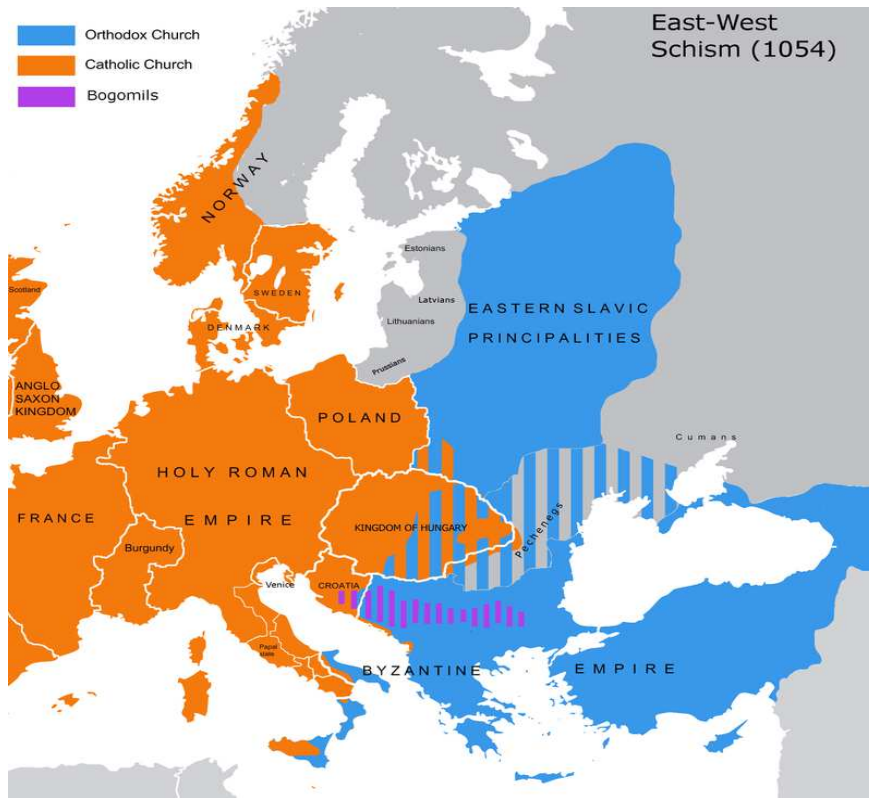 East-West
Schism (1054)
Orthodox Church
Catholic Church
Bogomils
NORWAY
Estonians
Scotland
SWEDEN
Latvians
EASTERN SLAVIC
PRINCIPALITIES
Lithuanians
DENMARK
Prussians
ANGLO
SAXON
KINGDOM
POLAND
Cumans
HOLY ROMAN
EMPIRE
FRANCE
KINGDOM OF HUNGARY
Pechenegs
Burgundy
Venice
CROATIA
Papal
state
BYZANTINE
EMPIRE